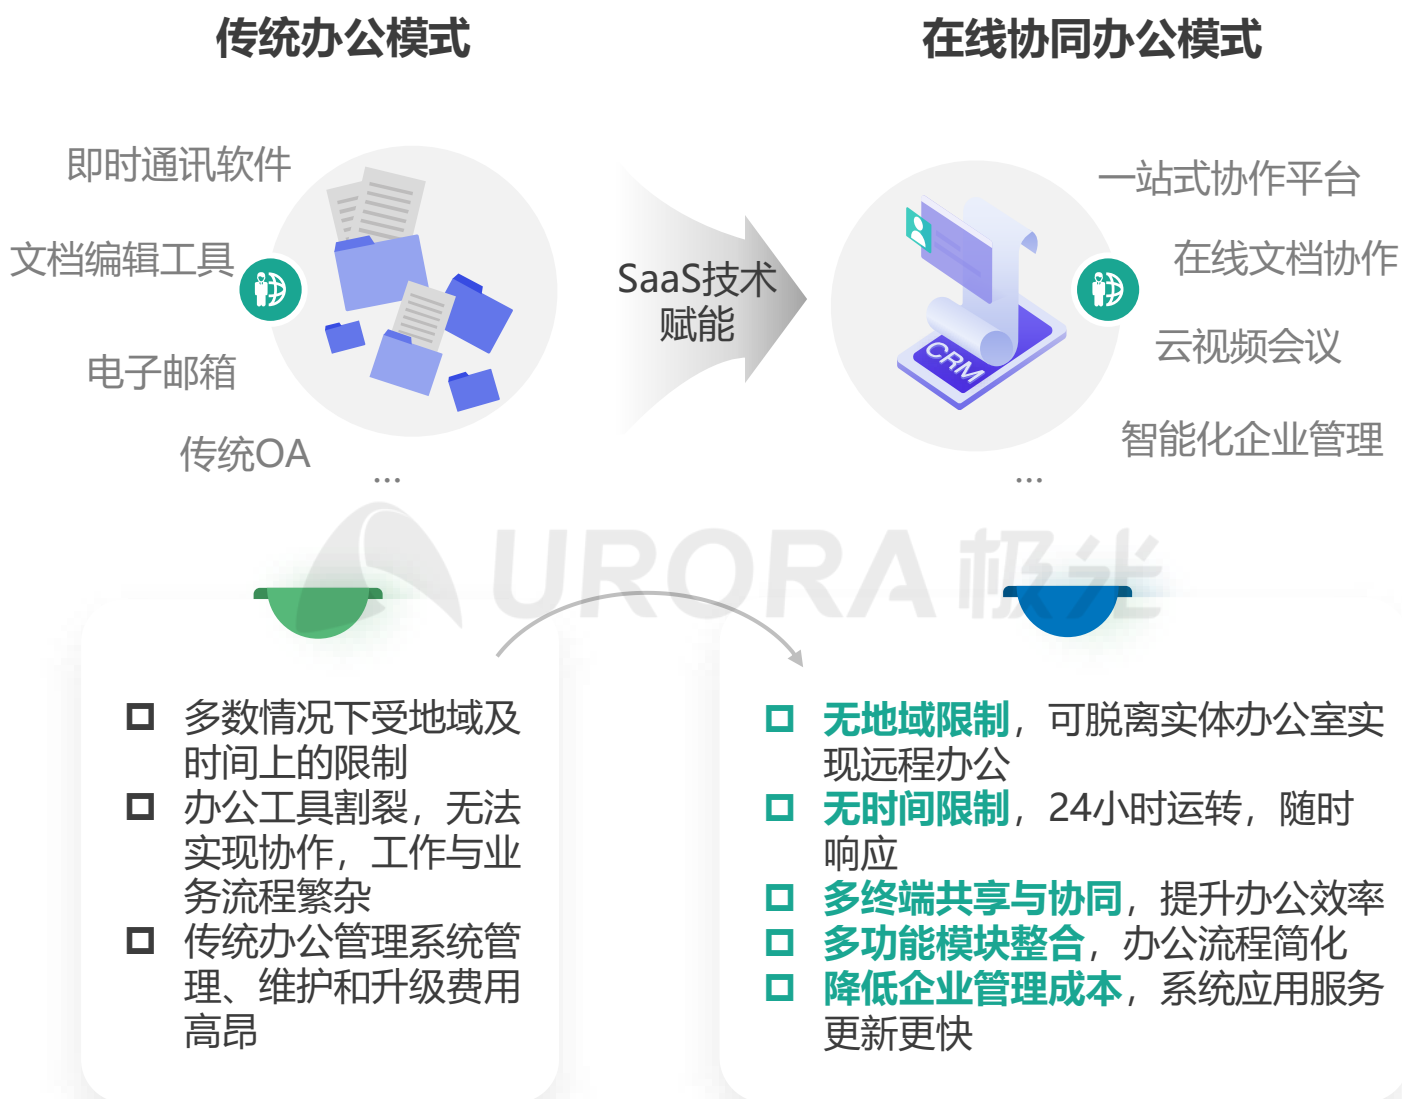 传统办公模式
在线协同办公模式
即时通讯软件
文档编辑工具
电子邮箱
传统OA
...
SaaS技术
赋能
一站式协作平台
在线文档协作
云视频会议
智能化企业管理
...
CRM
URORA 极光
多数情况下受地域及
时间上的限制
办公工具割裂，无法
实现协作，工作与业
务流程繁杂
传统办公管理系统管
理、维护和升级费用
高昂
无地域限制，可脱离实体办公室实
现远程办公
无时间限制，24小时运转，随时
响应
多终端共享与协同，提升办公效率
多功能模块整合，办公流程简化
降低企业管理成本，系统应用服务
更新更快